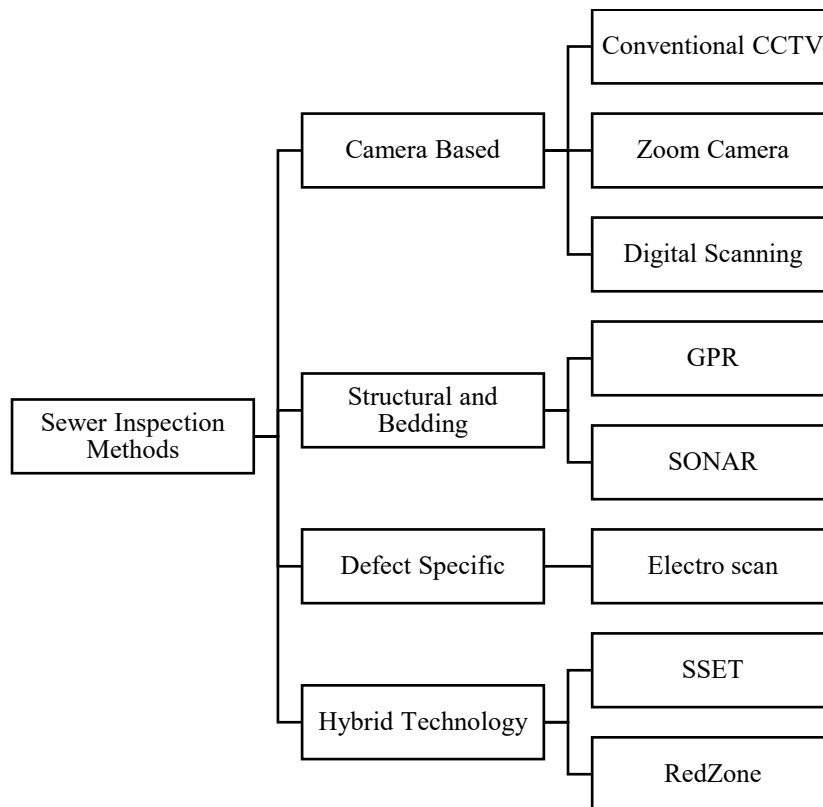 Conventional CCTV
Camera Based
Zoom Camera
Digital Scanning
GPR
Structural and
Bedding
Sewer Inspection
Methods
SONAR
Defect Specific
Electro scan
SSET
Hybrid Technology
RedZone